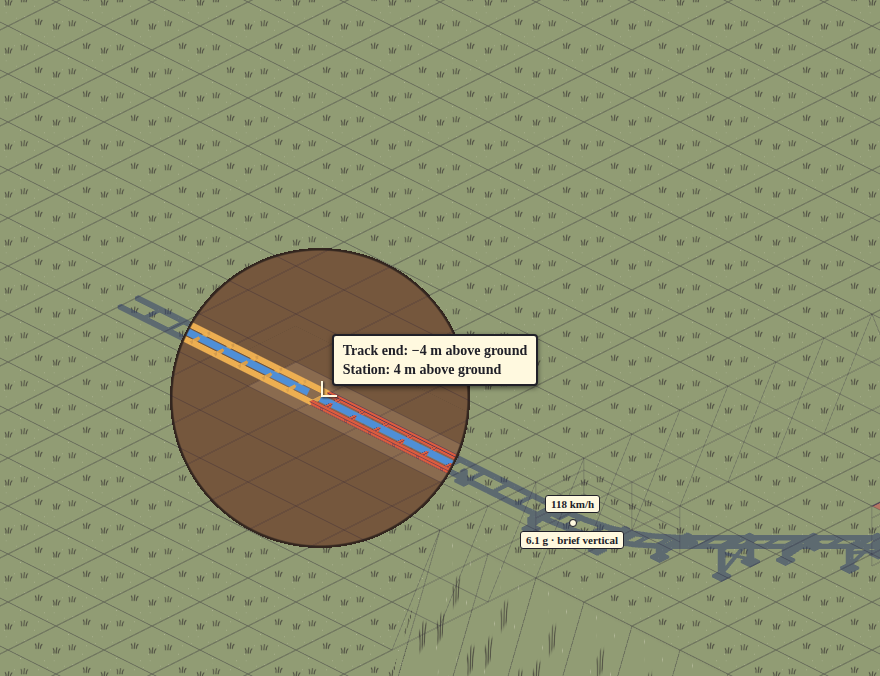 Track end: −4 m above ground
Station: 4 m above ground
118 km/h
6.1 g · brief vertical